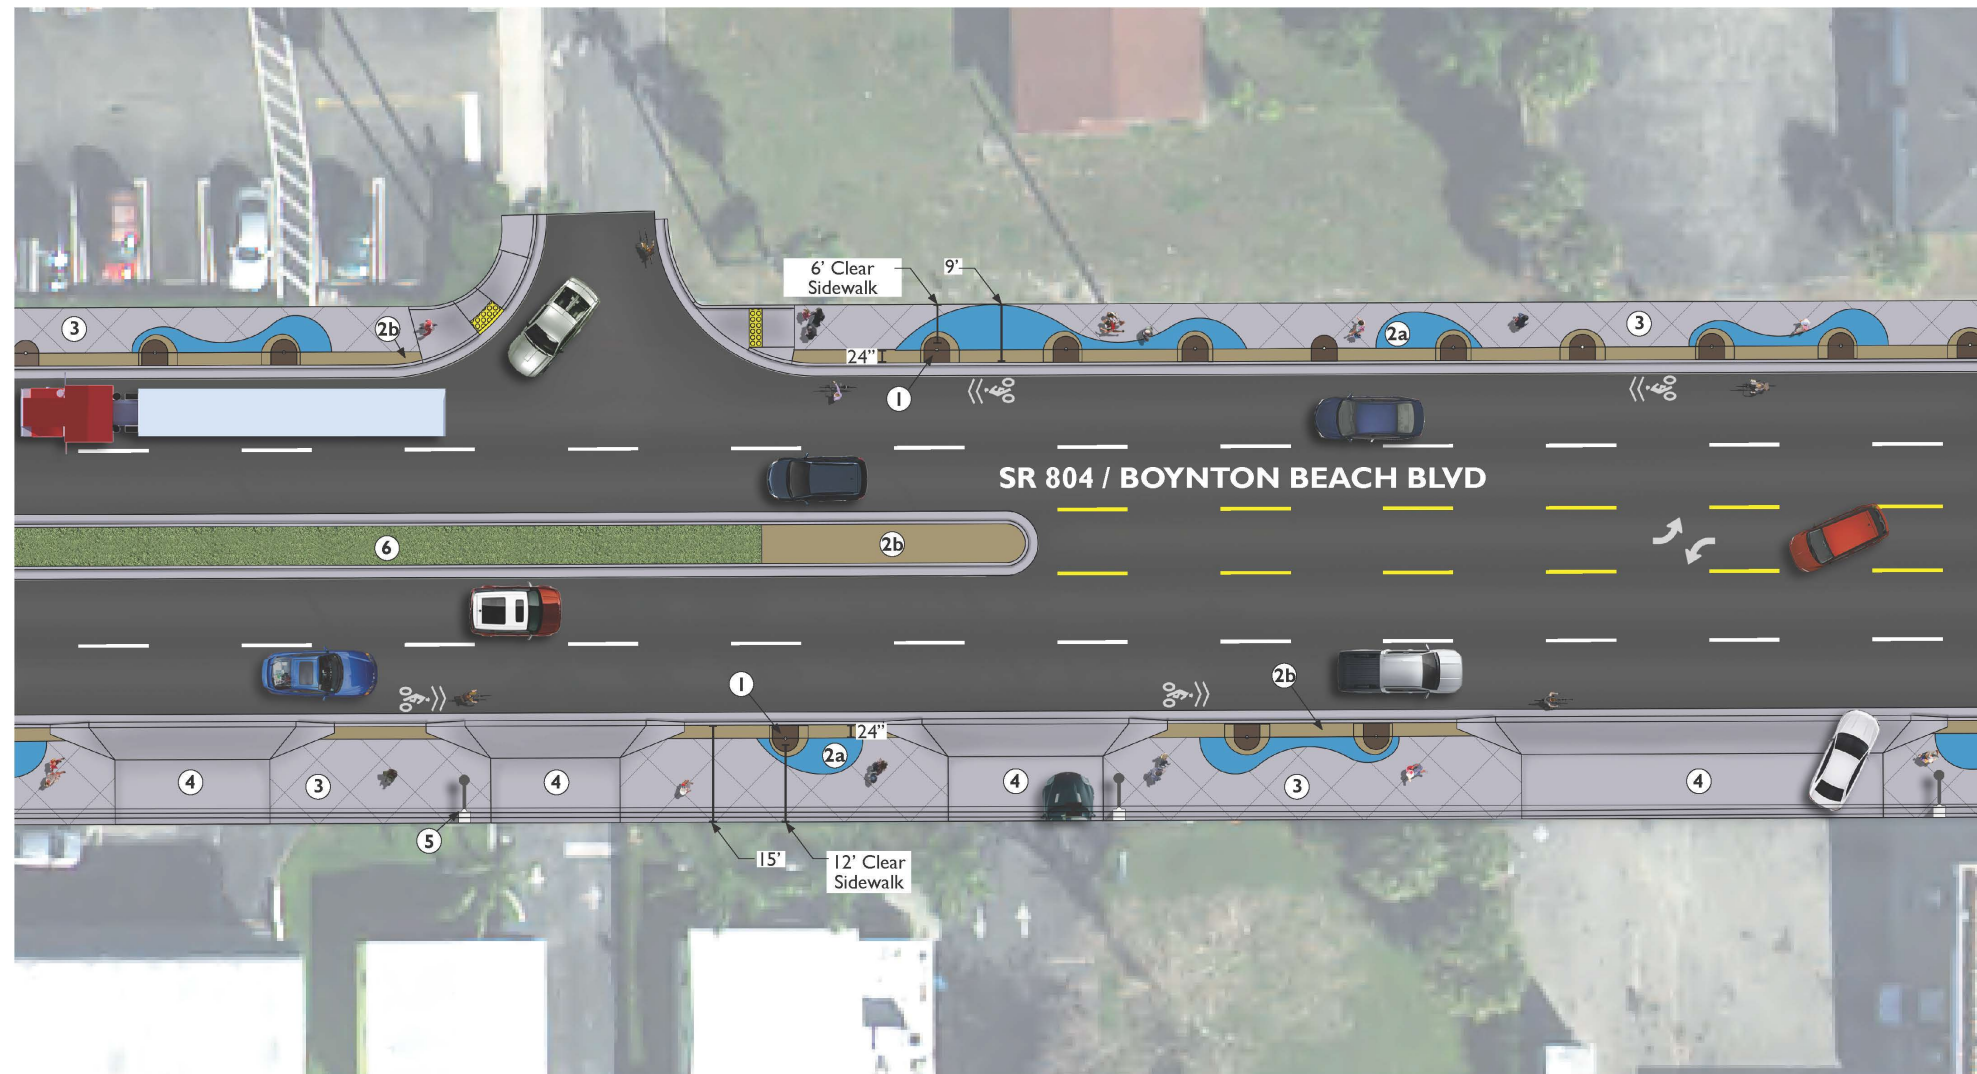 6’ Clear
Sidewalk
9’
3
2b
2a
3
24”
1
SR 804 / BOYNTON BEACH BLVD
6
2b
1
2b
24”
2a
4
3
4
4
3
4
5
15’
12’ Clear
Sidewalk